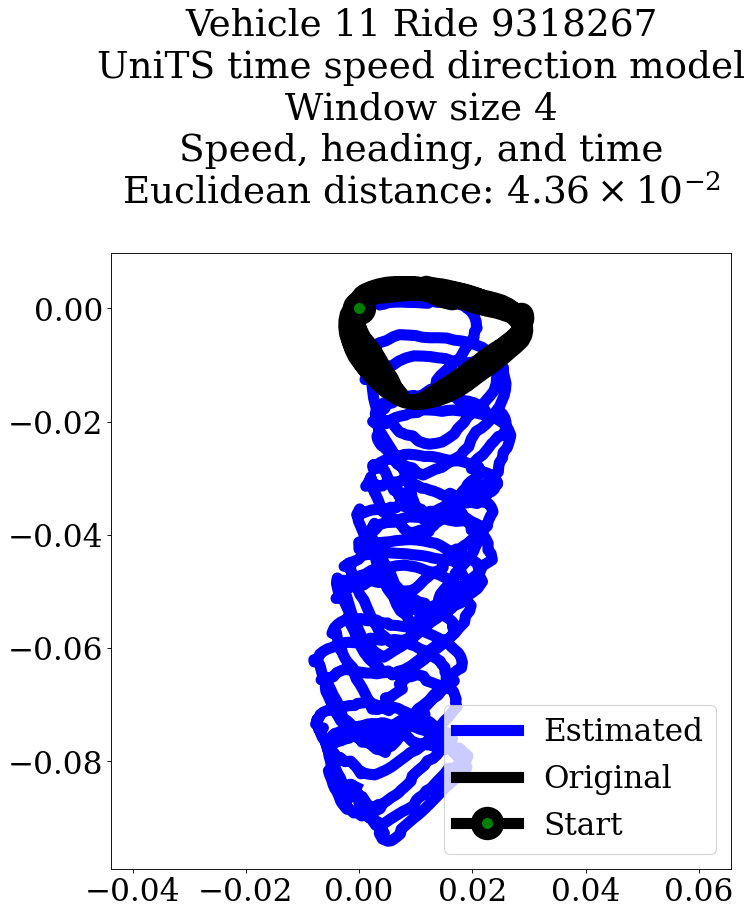 Vehicle 11 Ride 9318267
UniTS time speed direction model
Window size 4
Speed, heading, and time
Euclidean distance: 4.36 × 10⁻²
0.00
−0.02
−0.04
−0.06
−0.08
Estimated
Original
Start
−0.04 −0.02 0.00 0.02 0.04 0.06